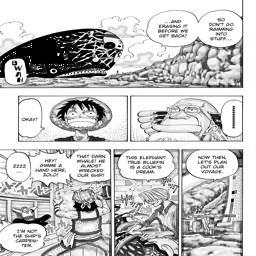 SO
DON'T GO
RAMMING
INTO
STUFF...
...AND
ERASING IT
BEFORE WE
GET BACK!
OKAY!
NOW THEN,
LET'S PLAN
OUT OUR
VOYAGE.
THIS ELEPHANT
TRUE BLUEFIN
IS A COOK'S
DREAM.
THAT DARN
WHALE! HE
ALMOST
WRECKED
OUR SHIP!
HEY!
GIMME A
HAND HERE,
ZOLO!
ZZZZ
...
I'M NOT
THE SHIP'S
CARPEN-
TER.